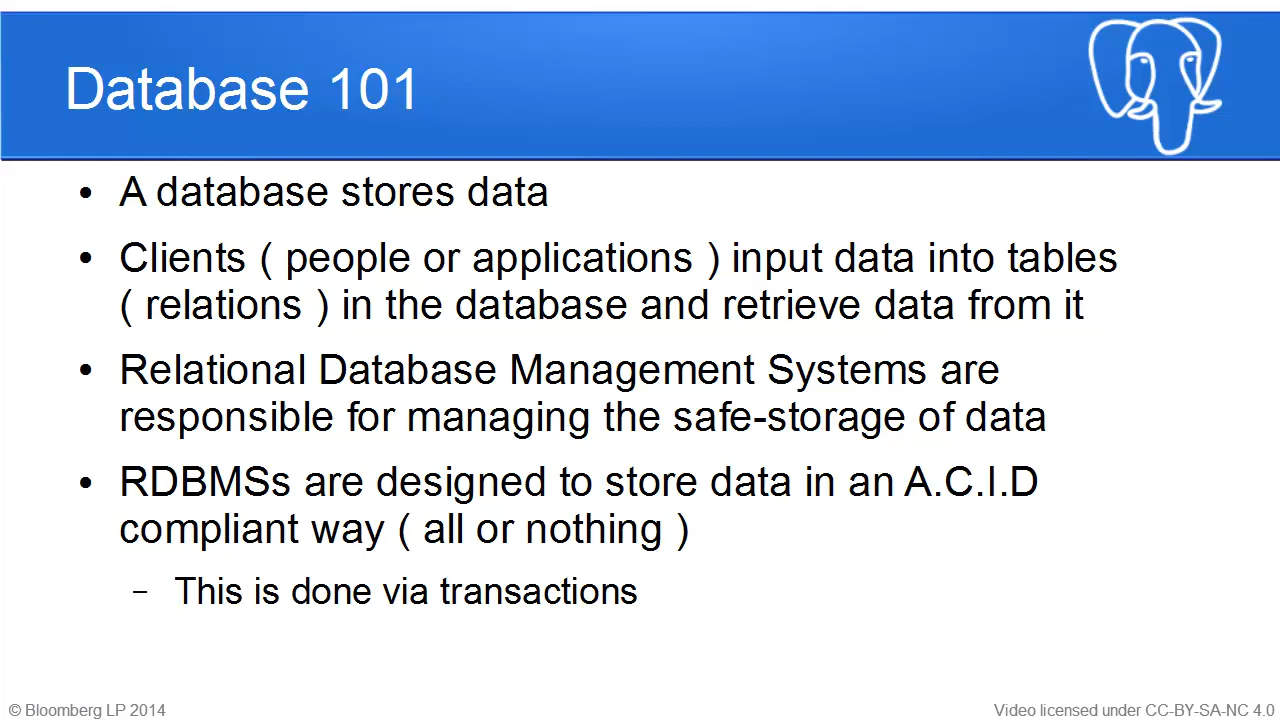 Database 101
• A database stores data
• Clients ( people or applications ) input data into tables
( relations ) in the database and retrieve data from it
• Relational Database Management Systems are
responsible for managing the safe-storage of data
• RDBMSs are designed to store data in an A.C.I.D
compliant way ( all or nothing )
– This is done via transactions
© Bloomberg LP 2014
Video licensed under CC-BY-SA-NC 4.0